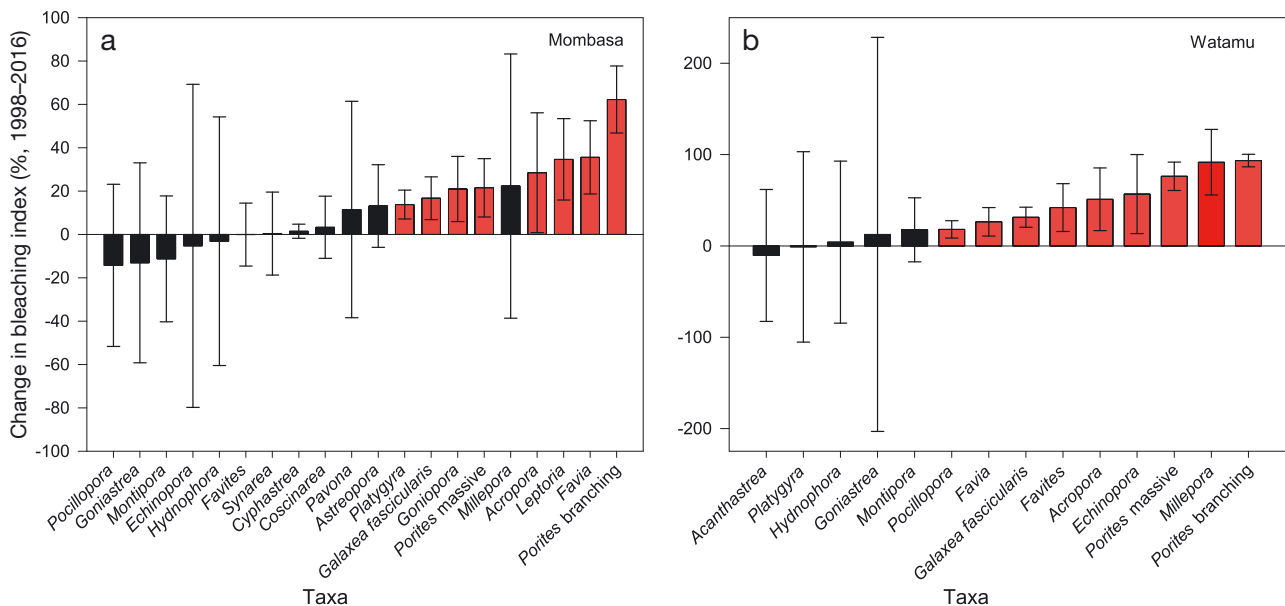 a
Mombasa
Change in bleaching index (%, 1998–2016)
100
80
60
40
20
0
-20
-40
-60
-80
-100
Pocillopora
Goniastrea
Montipora
Echinopora
Hydnophora
Favites
Synarea
Cyphastrea
Coscinarea
Pavona
Astreopora
Platygyra
Galaxea fascicularis
Goniopora
Porites massive
Millepora
Acropora
Leptoria
Favia
Porites branching
Taxa
b
Watamu
200
100
0
-100
-200
Acanthastrea
Platygyra
Hydnophora
Goniastrea
Montipora
Pocillopora
Favia
Galaxea fascicularis
Favites
Acropora
Echinopora
Porites massive
Millepora
Porites branching
Taxa